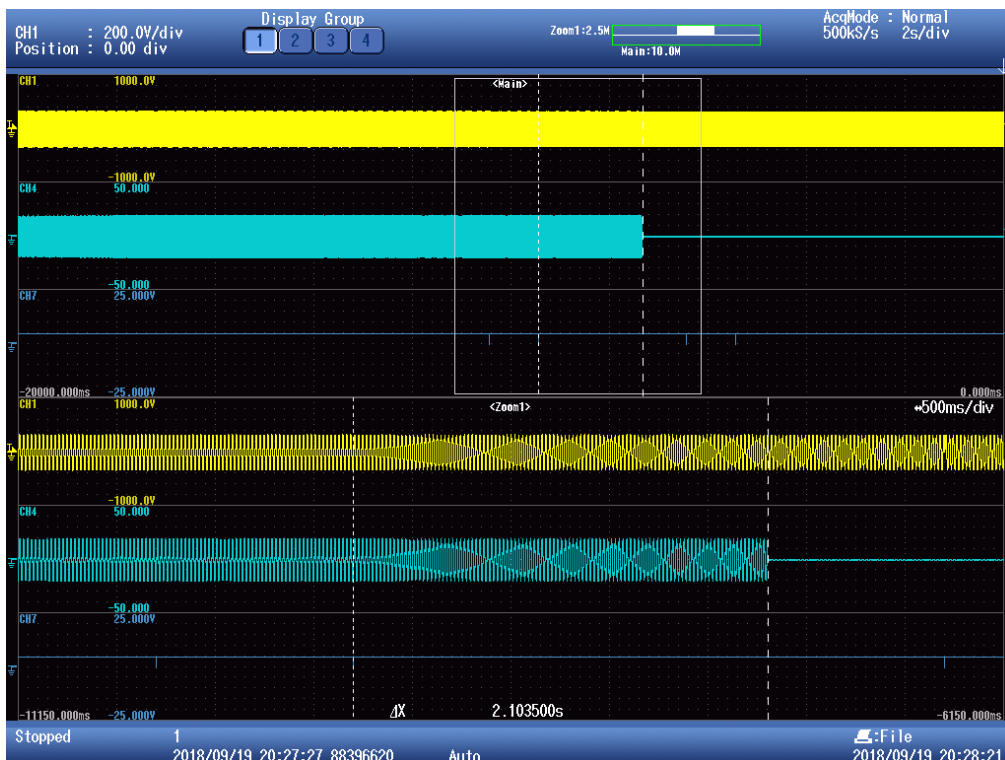 CH1 : 200.0V/div
Position : 0.00 div
Display Group
1 2 3 4
Zoom1:2.5M
Main:10.0M
AcqMode : Normal
500kS/s 2s/div
CH1 1000.0V
<Main>
-1000.0V
CH4 50.000
-50.000
CH7 25.000V
-20000.000ms -25.000V 0.000ms
CH1 1000.0V
<Zoom1>
↔500ms/div
-1000.0V
CH4 50.000
-50.000
CH7 25.000V
ΔX 2.103500s
-11150.000ms -25.000V -6150.000ms
Stopped 1
2018/09/19 20:27:27 88396620 Auto
:File
2018/09/19 20:28:21